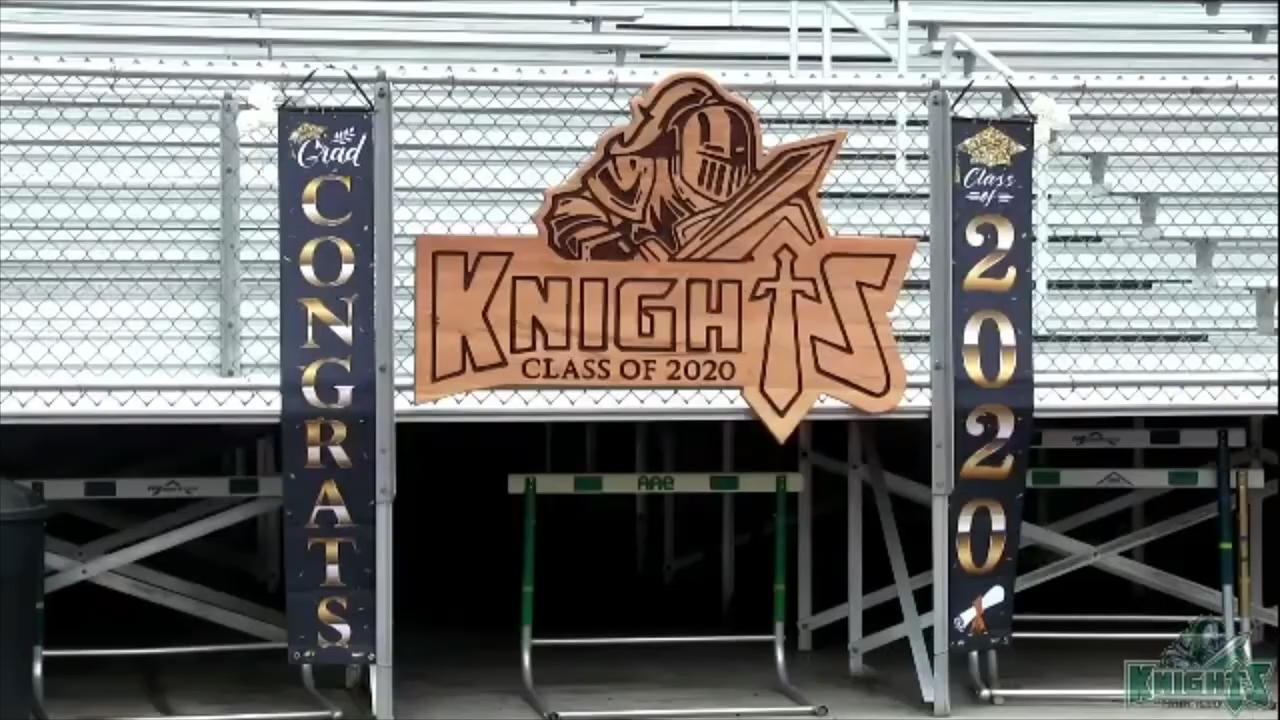 Grad
CONGRATS
KNIGHTS
CLASS OF 2020
Class
of
2020
AAE
KNIGHTS